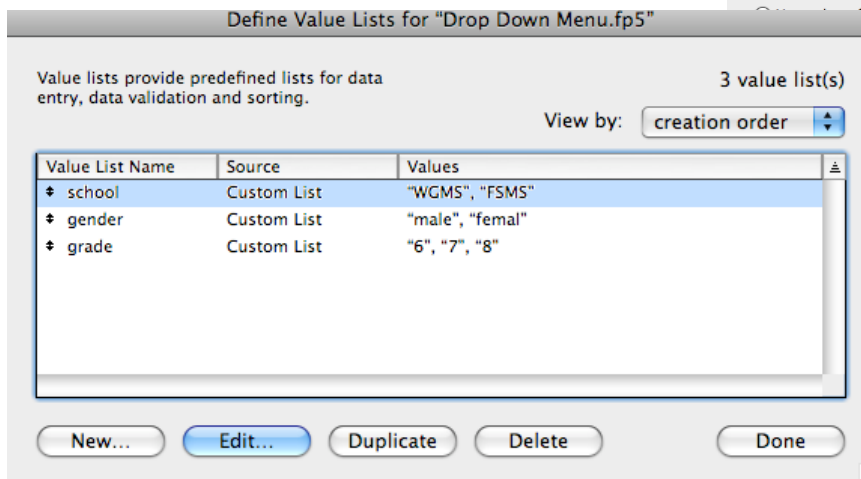 Define Value Lists for “Drop Down Menu.fp5”
Value lists provide predefined lists for data
entry, data validation and sorting.
3 value list(s)
View by: creation order
Value List Name Source Values
school Custom List “WGMS”, “FSMS”
gender Custom List “male”, “femal”
grade Custom List “6”, “7”, “8”
New... Edit... Duplicate Delete Done